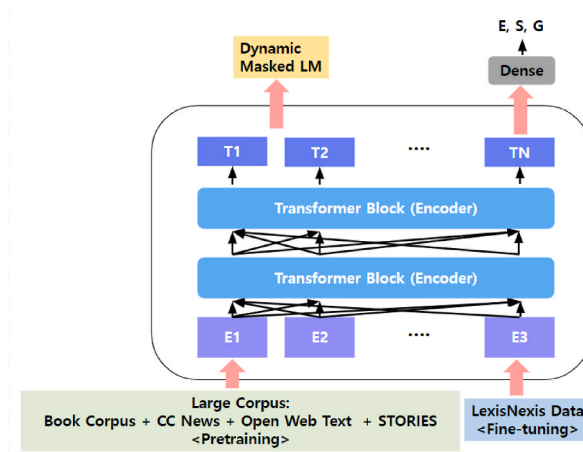 E, S, G
Dynamic
Masked LM
Dense
T1 T2 .... TN
Transformer Block (Encoder)
Transformer Block (Encoder)
E1 E2 .... E3
Large Corpus:
Book Corpus + CC News + Open Web Text + STORIES
<Pretraining>
LexisNexis Data
<Fine-tuning>